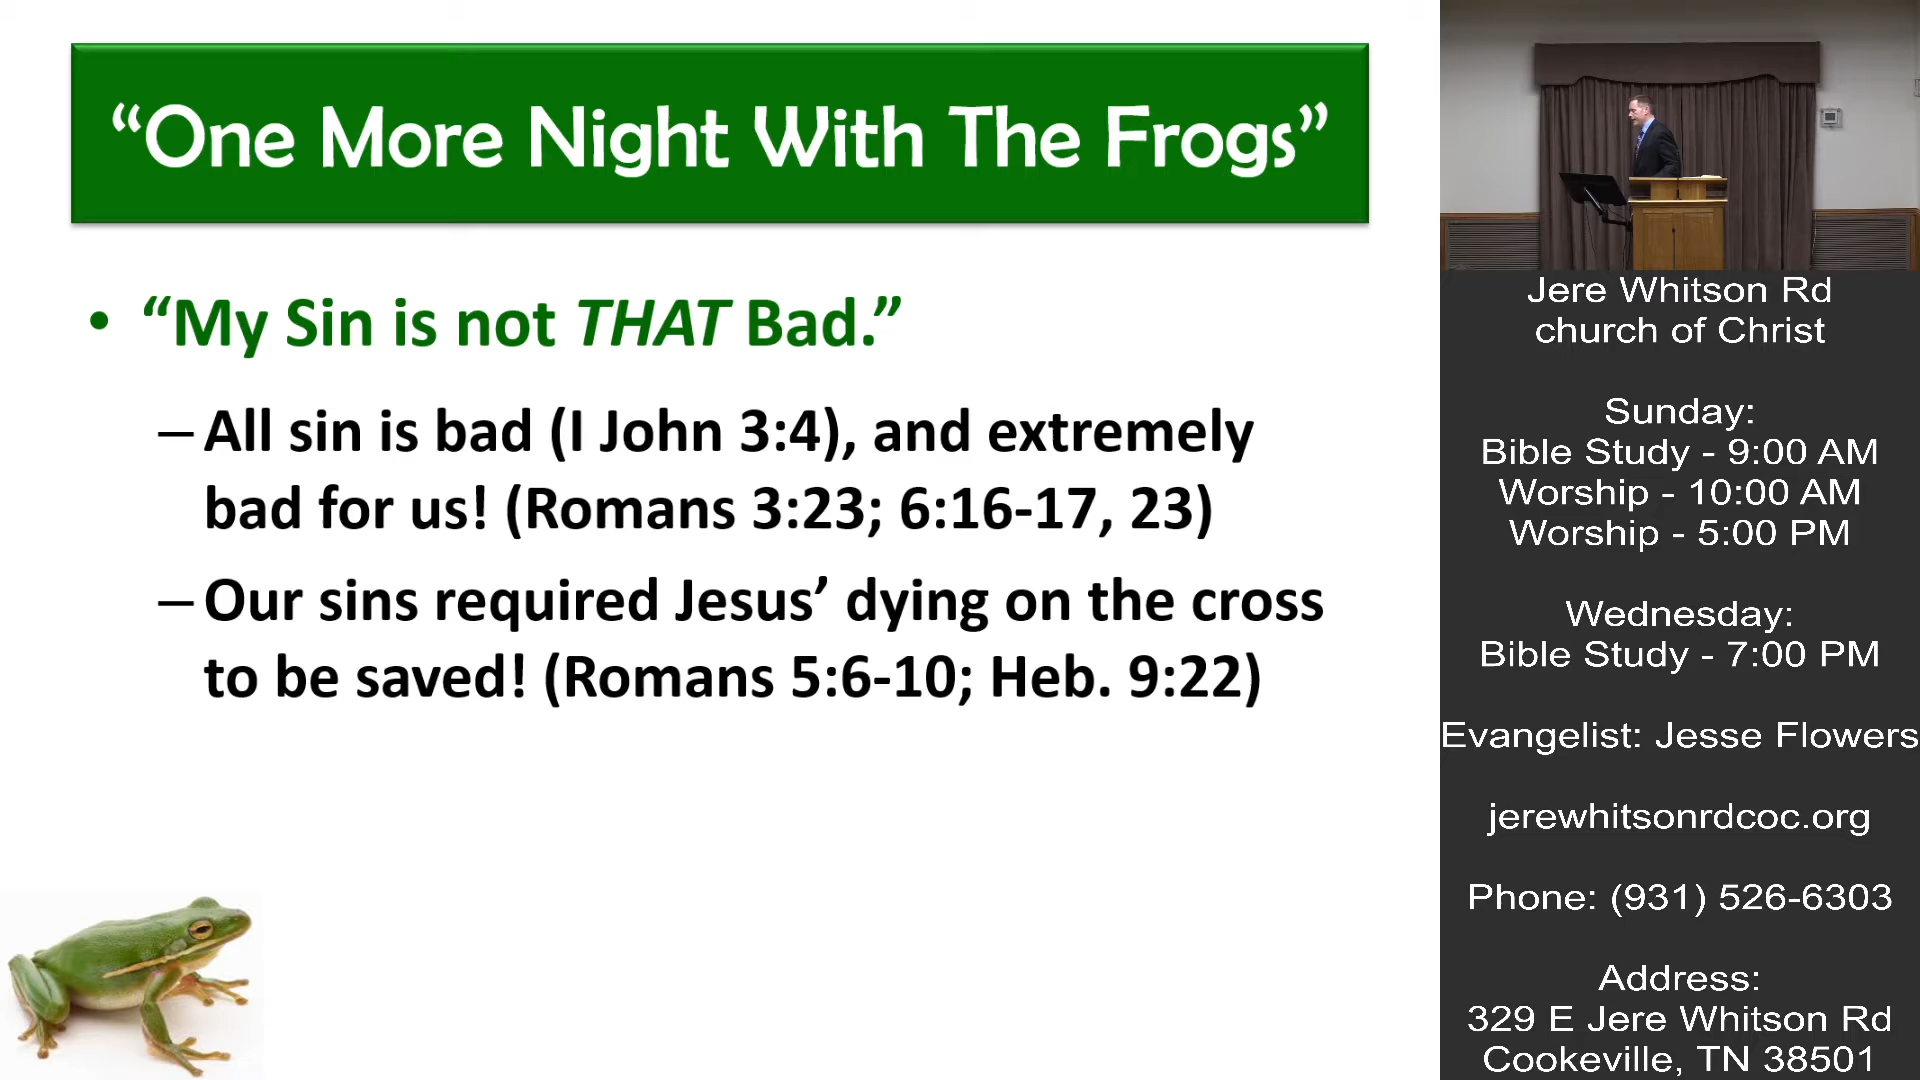 “One More Night With The Frogs”
• “My Sin is not THAT Bad.”
– All sin is bad (I John 3:4), and extremely
bad for us! (Romans 3:23; 6:16-17, 23)
– Our sins required Jesus’ dying on the cross
to be saved! (Romans 5:6-10; Heb. 9:22)
Jere Whitson Rd
church of Christ
Sunday:
Bible Study - 9:00 AM
Worship - 10:00 AM
Worship - 5:00 PM
Wednesday:
Bible Study - 7:00 PM
Evangelist: Jesse Flowers
jerewhitsonrdcoc.org
Phone: (931) 526-6303
Address:
329 E Jere Whitson Rd
Cookeville, TN 38501